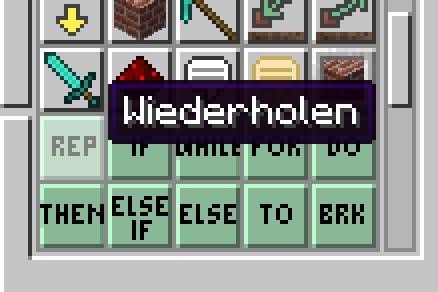 Wiederholen
REP IF WHILE FOR DO
THEN ELSE IF ELSE TO BRK